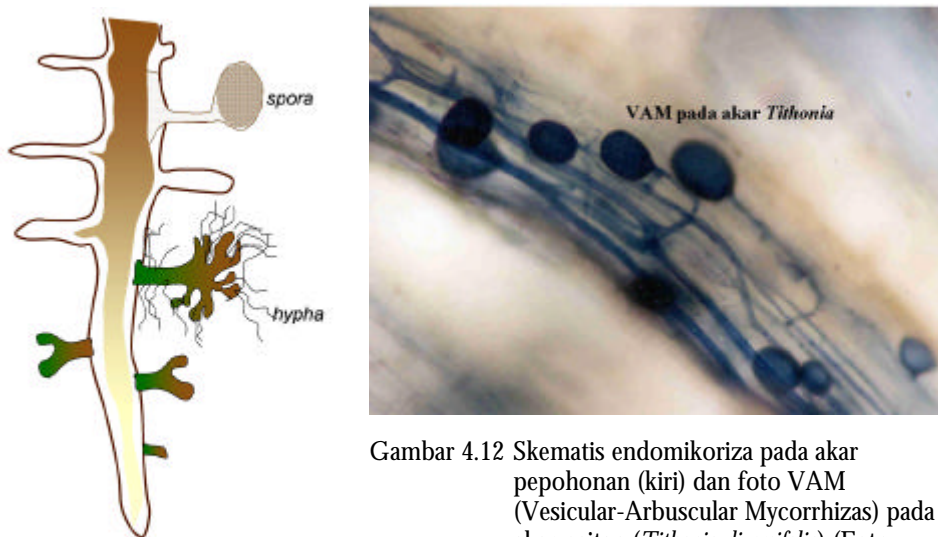 spora
hypha
VAM pada akar Tithonia
Gambar 4.12 Skematis endomikoriza pada akar
pepohonan (kiri) dan foto VAM
(Vesicular-Arbuscular Mycorrhizas) pada